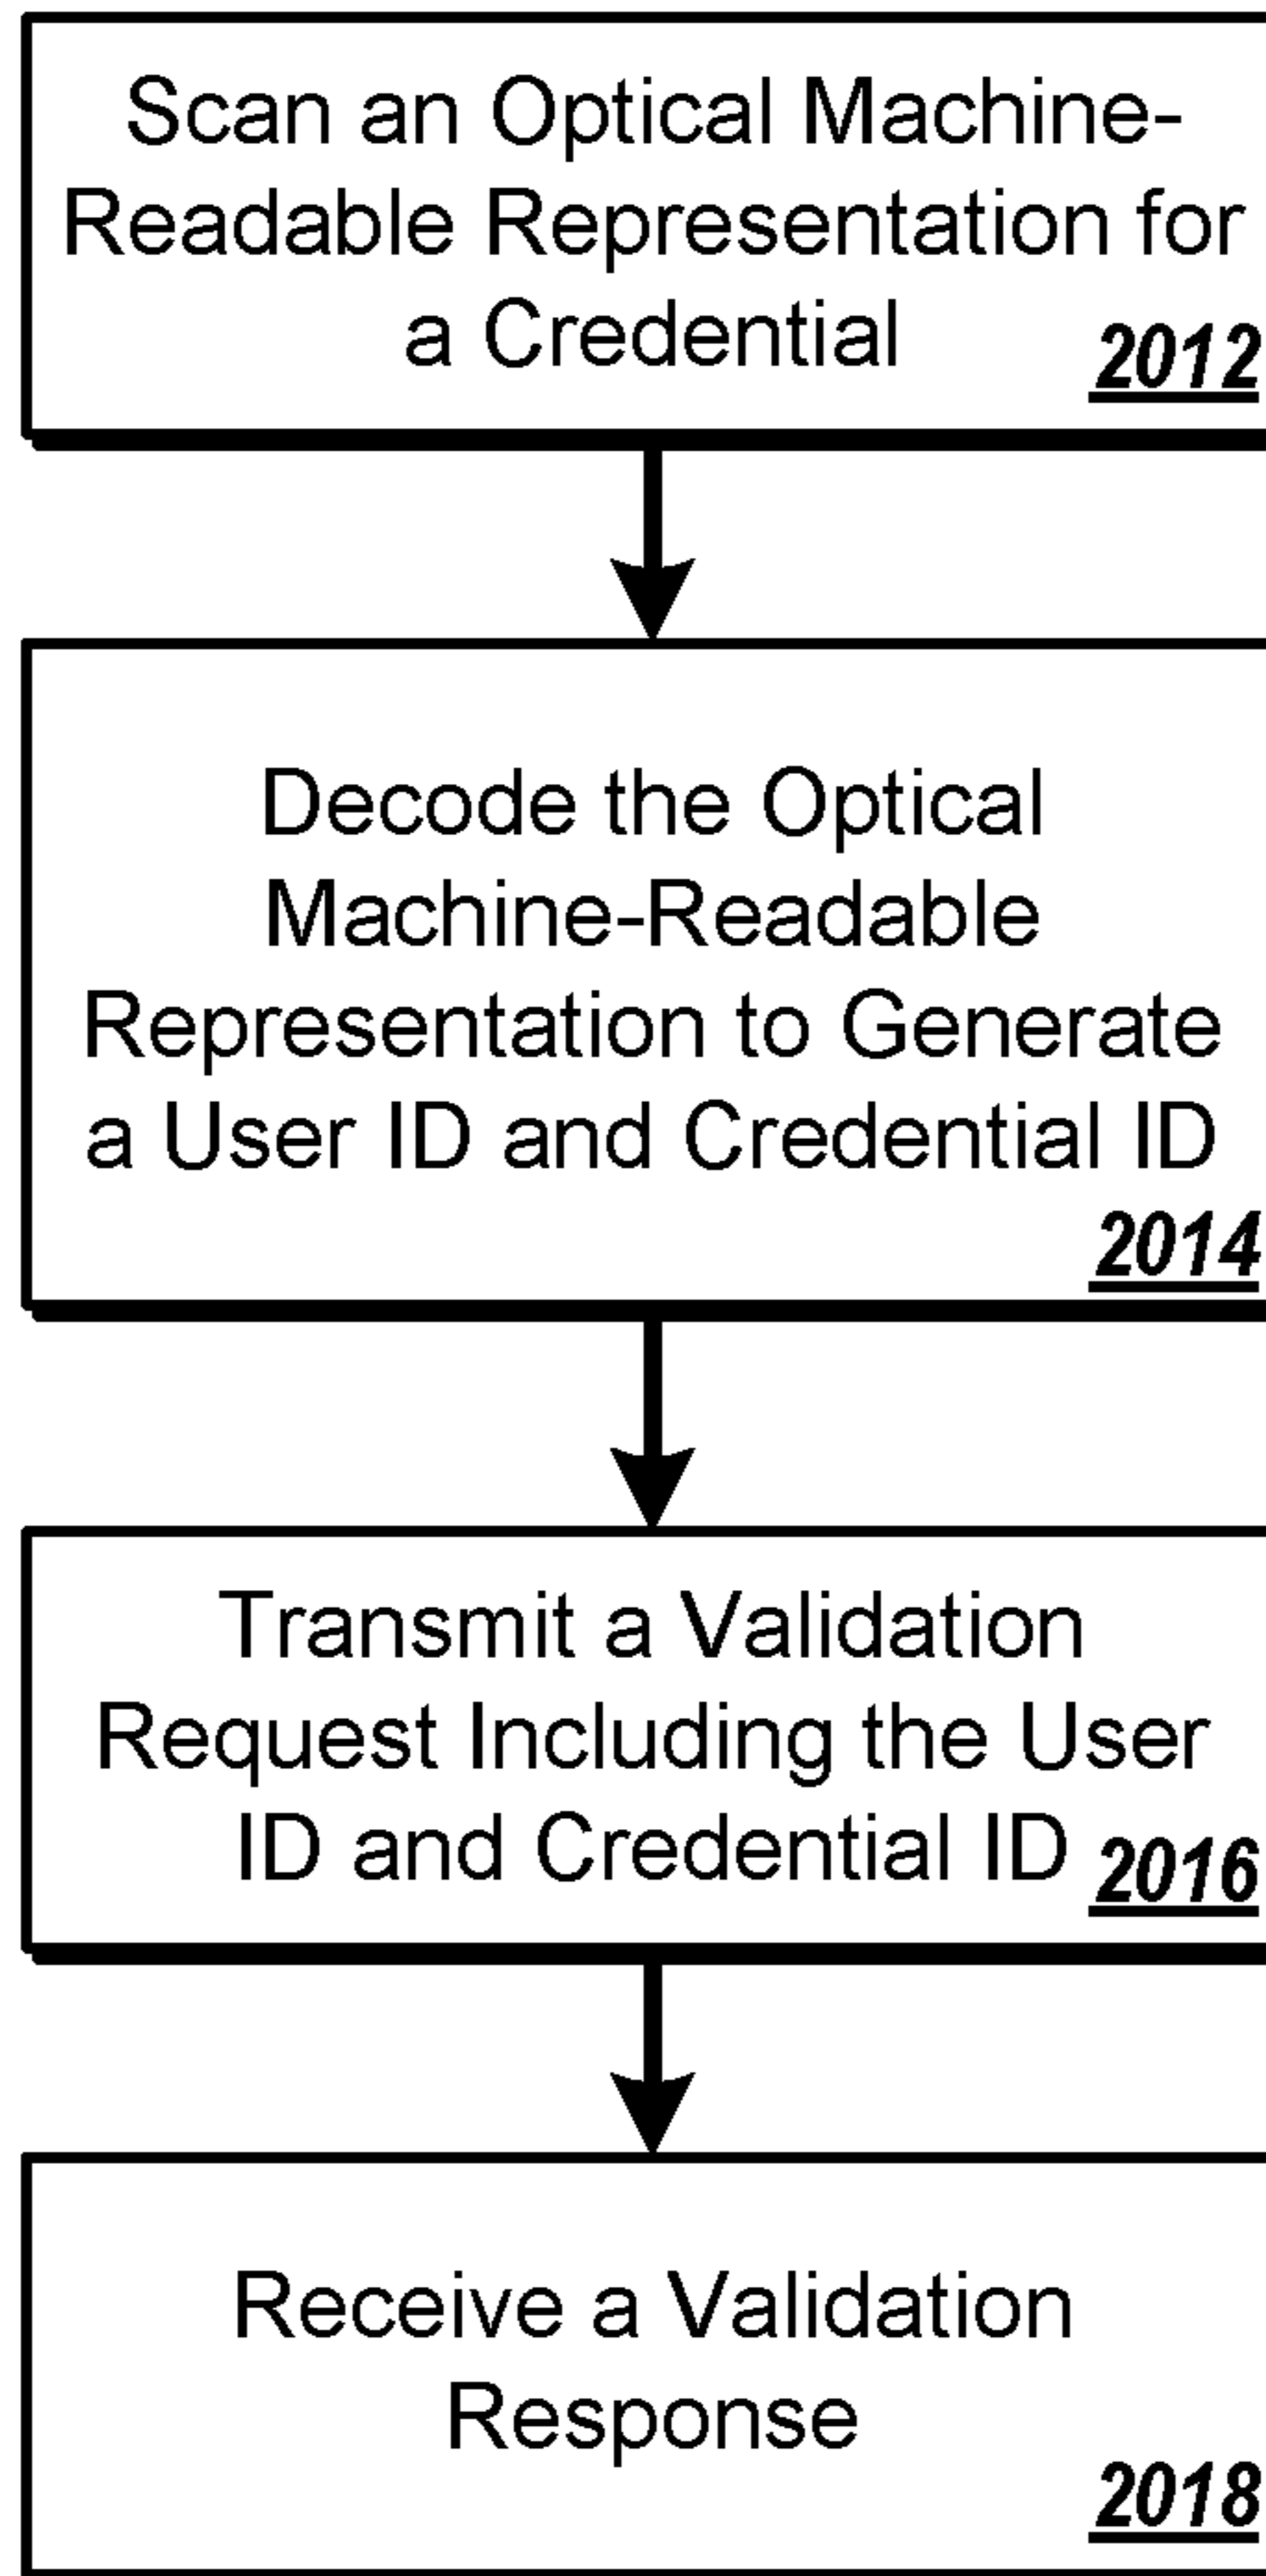 Scan an Optical Machine-
Readable Representation for
a Credential
2012
Decode the Optical
Machine-Readable
Representation to Generate
a User ID and Credential ID
2014
Transmit a Validation
Request Including the User
ID and Credential ID
2016
Receive a Validation
Response
2018